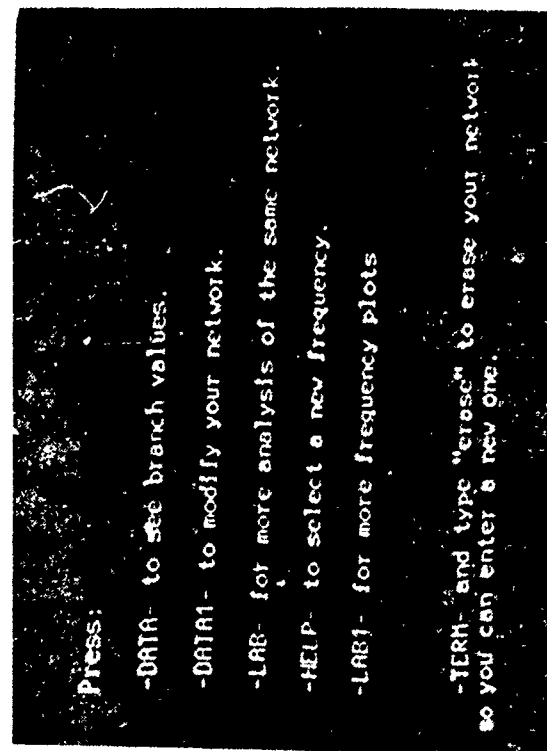 Press:
-DATA- to see branch values.
-DATA1- to modify your network.
-LAB- for more analysis of the same network.
-HELP- to select a new frequency.
-LAB1- for more frequency plots
-TERM- and type "erase" to erase your network
so you can enter a new one.